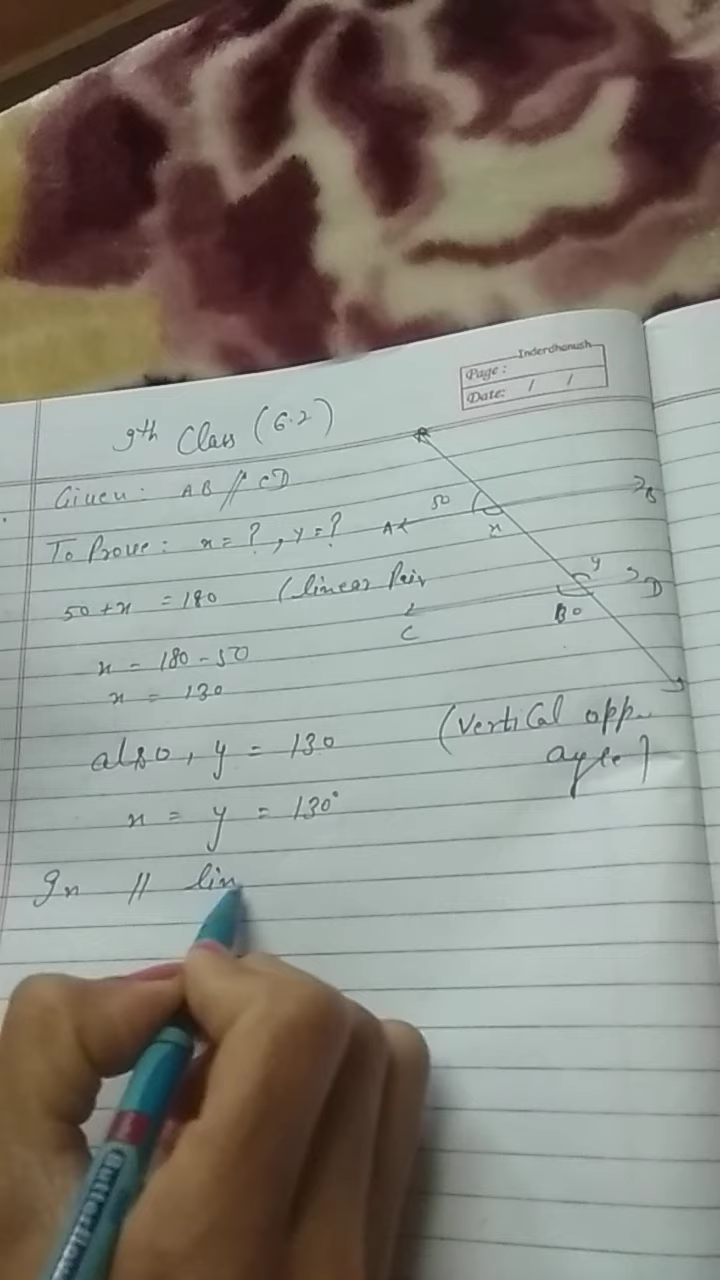 Inderdhanush
Page:
Date: / /
9th Class (6.2)
Given: AB // CD
To Prove: x = ?, y = ?
50 + x = 180 (linear Pair
x = 180 - 50
x = 130
also, y = 130 (vertical opp.
x = y = 130°
In // lin
A 50 x B
y D
C 130